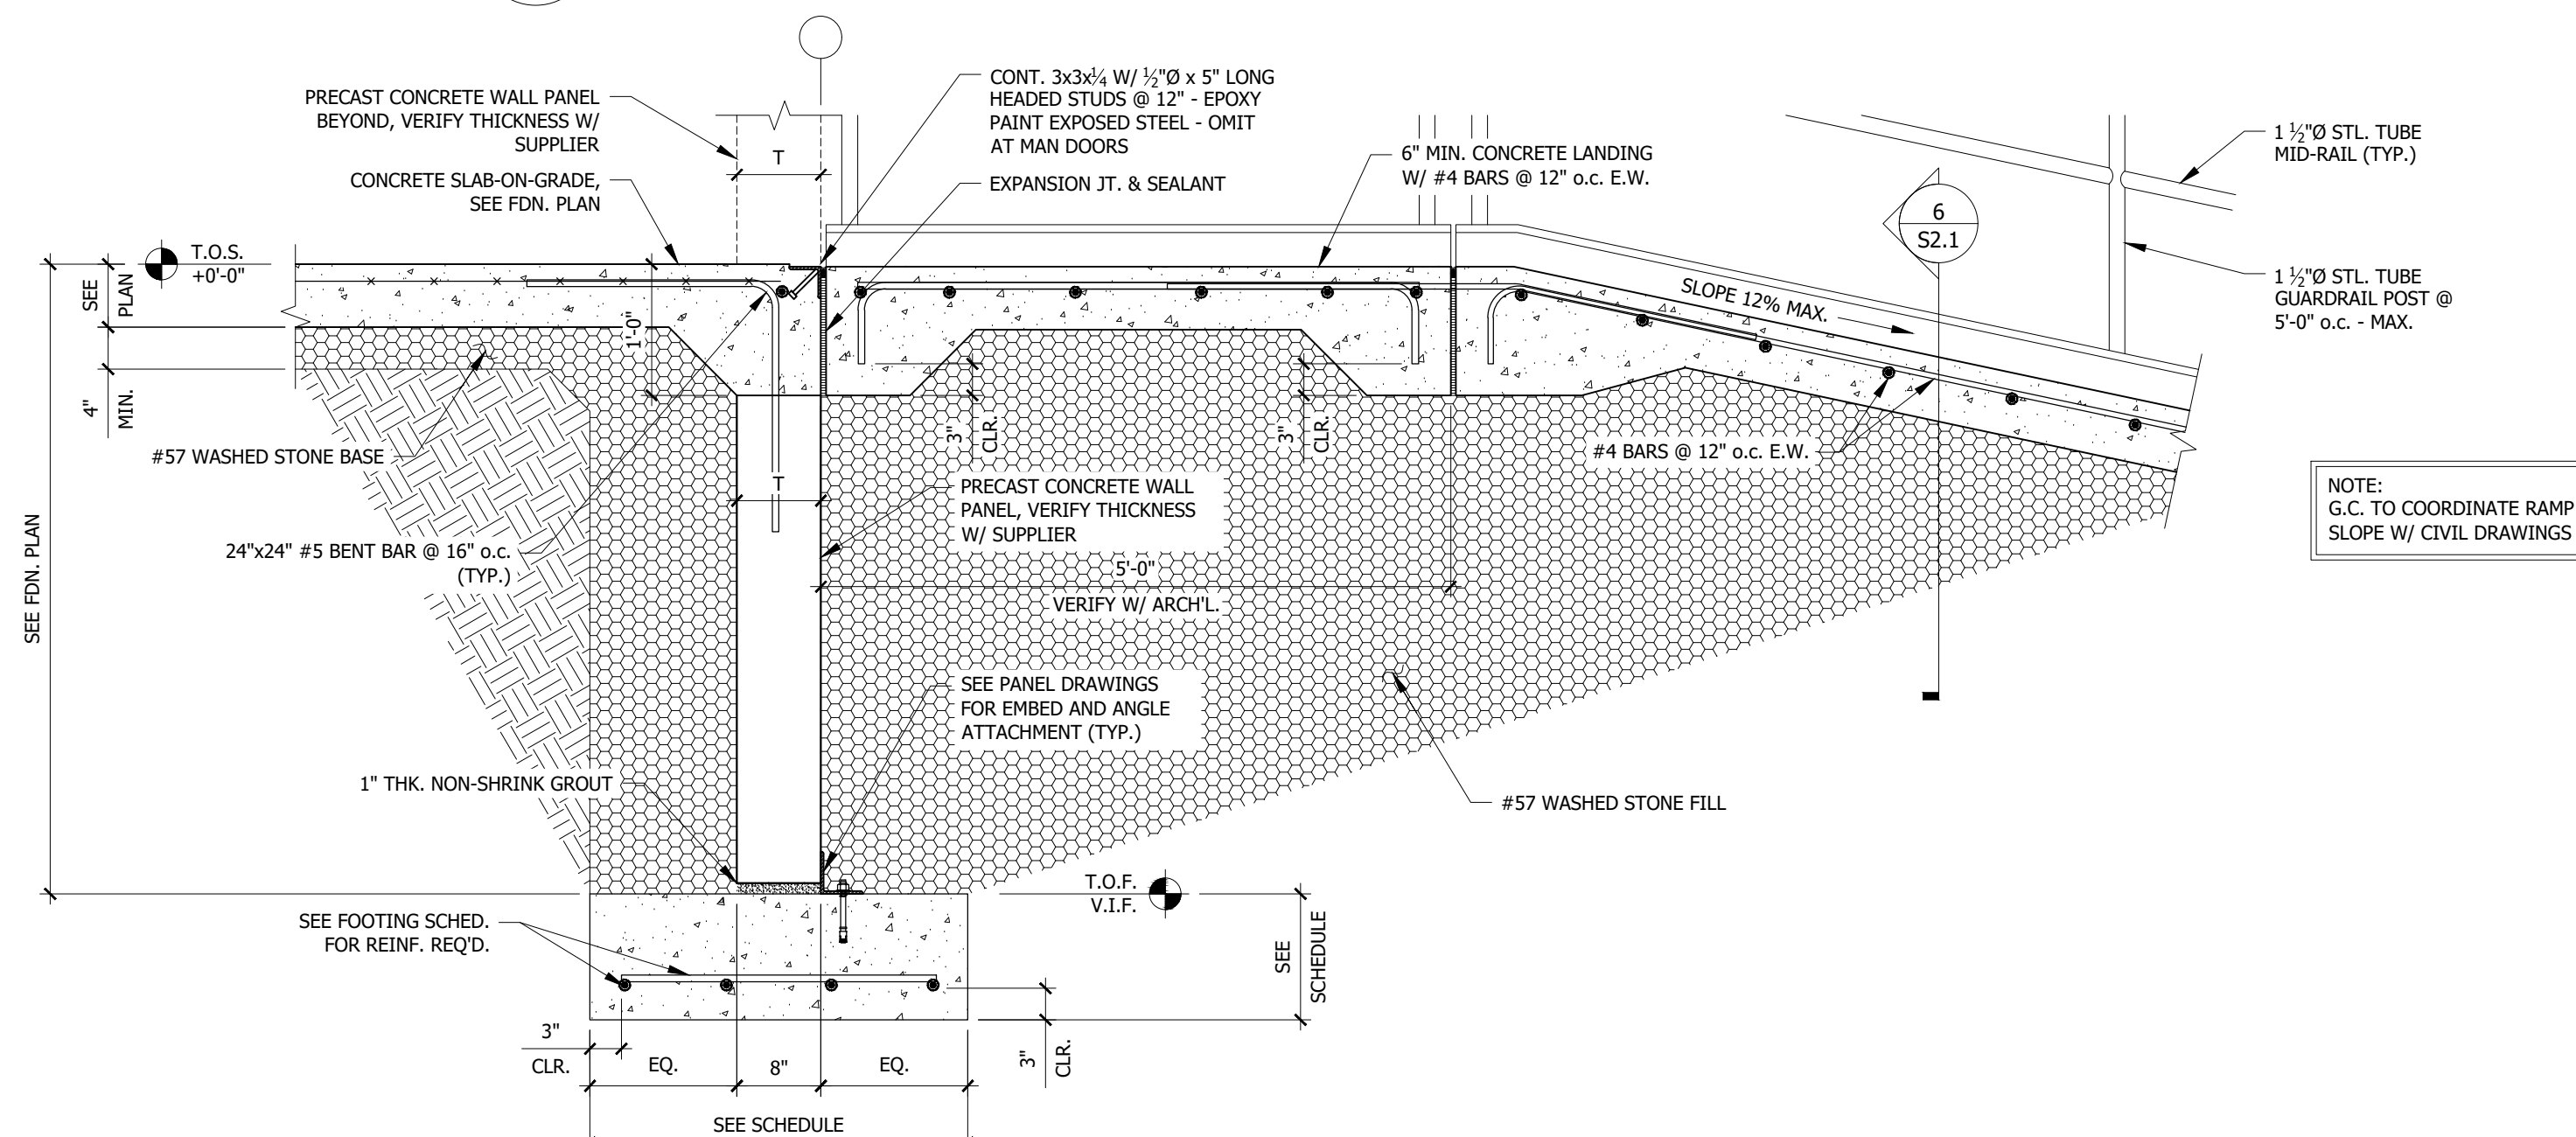 PRECAST CONCRETE WALL PANEL
BEYOND, VERIFY THICKNESS W/
SUPPLIER
CONCRETE SLAB-ON-GRADE,
SEE FDN. PLAN
T
CONT. 3x3x¼ W/ ½"Ø x 5" LONG
HEADED STUDS @ 12" - EPOXY
PAINT EXPOSED STEEL - OMIT
AT MAN DOORS
EXPANSION JT. & SEALANT
6" MIN. CONCRETE LANDING
W/ #4 BARS @ 12" o.c. E.W.
6
S2.1
1 ½"Ø STL. TUBE
MID-RAIL (TYP.)
1 ½"Ø STL. TUBE
GUARDRAIL POST @
5'-0" o.c. - MAX.
T.O.S.
+0'-0"
SEE
PLAN
4"
MIN.
1'-0"
SLOPE 12% MAX.
3"
CLR.
3"
CLR.
#57 WASHED STONE BASE
#4 BARS @ 12" o.c. E.W.
T
PRECAST CONCRETE WALL
PANEL, VERIFY THICKNESS
W/ SUPPLIER
NOTE:
G.C. TO COORDINATE RAMP
SLOPE W/ CIVIL DRAWINGS
24"x24" #5 BENT BAR @ 16" o.c.
(TYP.)
SEE FDN. PLAN
5'-0"
VERIFY W/ ARCH'L.
SEE PANEL DRAWINGS
FOR EMBED AND ANGLE
ATTACHMENT (TYP.)
1" THK. NON-SHRINK GROUT
#57 WASHED STONE FILL
T.O.F.
V.I.F.
SEE FOOTING SCHED.
FOR REINF. REQ'D.
SEE
SCHEDULE
3"
CLR.
EQ.
8"
EQ.
3"
CLR.
SEE SCHEDULE